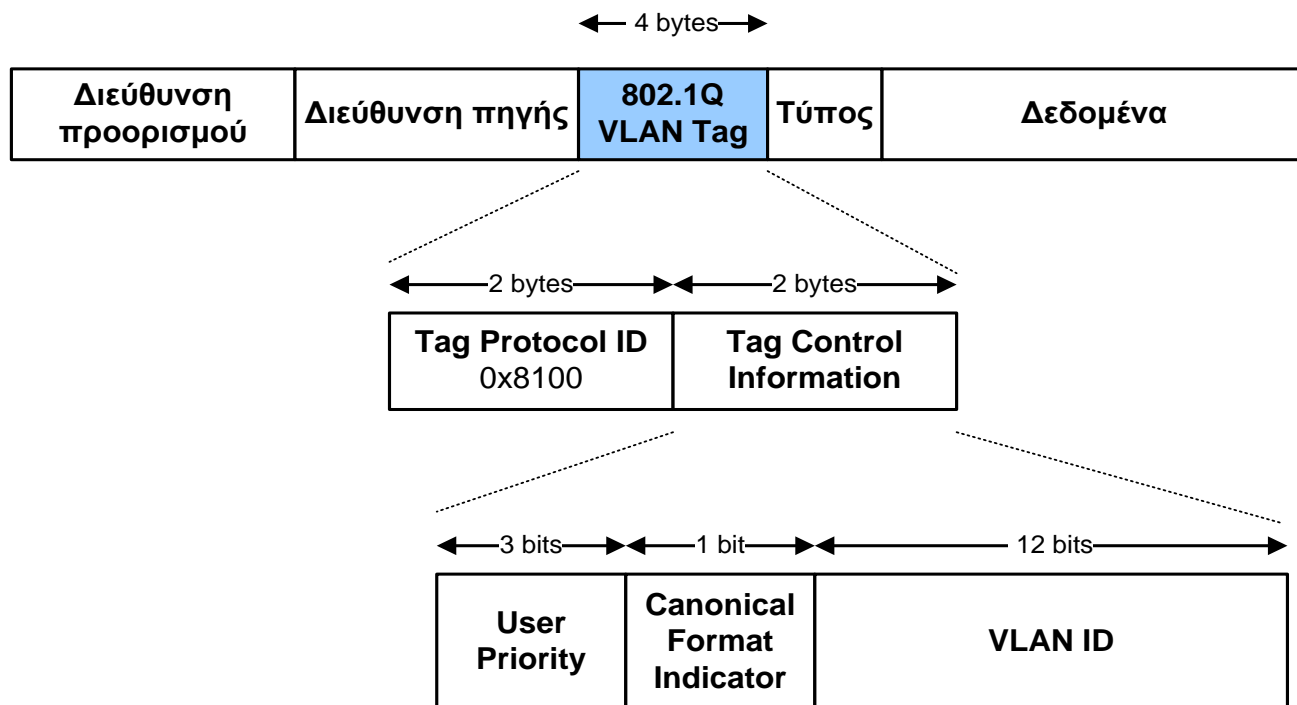 4 bytes
Διεύθυνση
προορισμού
Διεύθυνση πηγής
802.1Q
VLAN Tag
Τύπος
Δεδομένα
2 bytes
2 bytes
Tag Protocol ID
0x8100
Tag Control
Information
3 bits
1 bit
12 bits
User
Priority
Canonical
Format
Indicator
VLAN ID